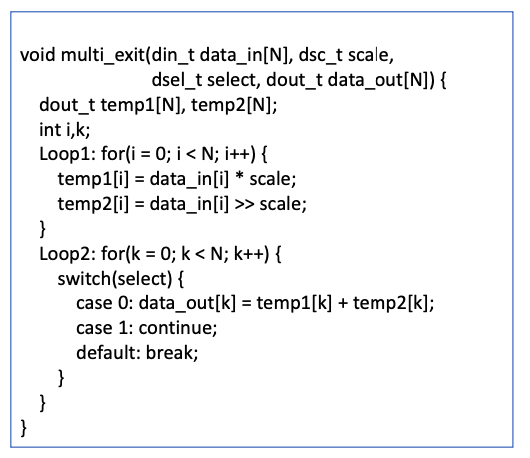 void multi_exit(din_t data_in[N], dsc_t scale,
dsel_t select, dout_t data_out[N]) {
dout_t temp1[N], temp2[N];
int i,k;
Loop1: for(i = 0; i < N; i++) {
temp1[i] = data_in[i] * scale;
temp2[i] = data_in[i] >> scale;
}
Loop2: for(k = 0; k < N; k++) {
switch(select) {
case 0: data_out[k] = temp1[k] + temp2[k];
case 1: continue;
default: break;
}
}
}